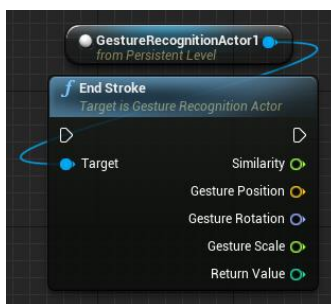 GestureRecognitionActor1
from Persistent Level
f End Stroke
Target is Gesture Recognition Actor
Target
Similarity
Gesture Position
Gesture Rotation
Gesture Scale
Return Value